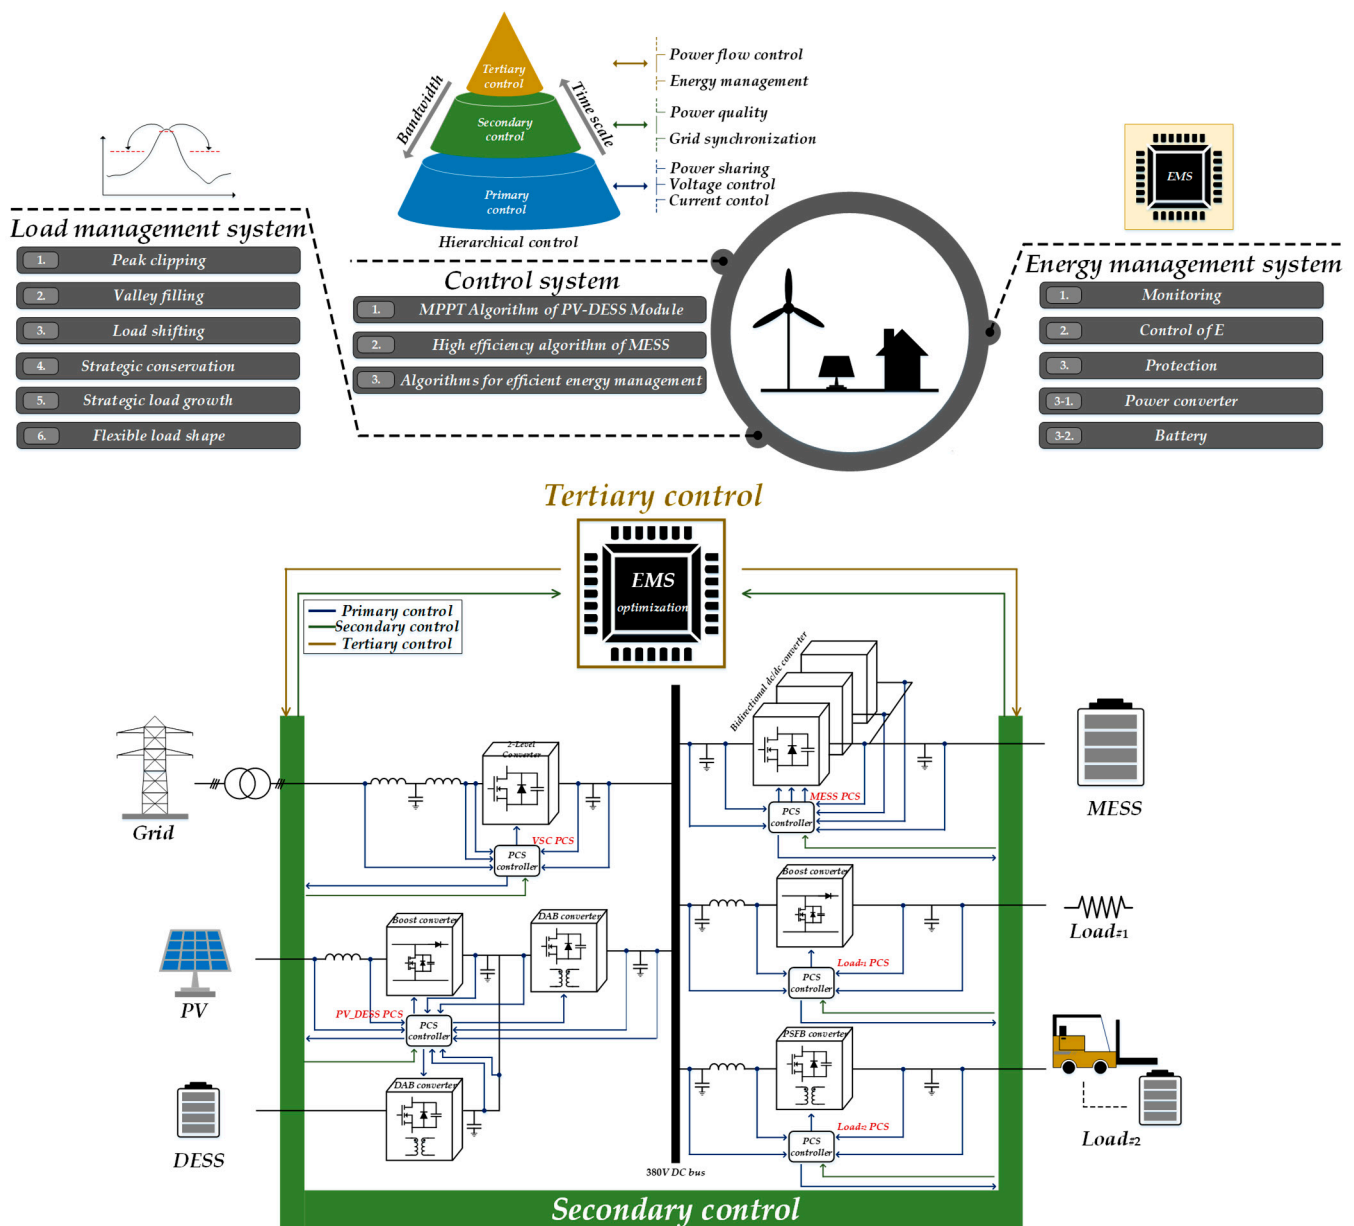 Tertiary
control
Secondary
control
Primary
control
Bandwidth
Time scale
Hierarchical control
Power flow control
Energy management
Power quality
Grid synchronization
Power sharing
Voltage control
Current contol
EMS
Load management system
1. Peak clipping
2. Valley filling
3. Load shifting
4. Strategic conservation
5. Strategic load growth
6. Flexible load shape
Control system
1. MPPT Algorithm of PV-DESS Module
2. High efficiency algorithm of MESS
3. Algorithms for efficient energy management
Energy management system
1. Monitoring
2. Control of E
3. Protection
3-1. Power converter
3-2. Battery
Tertiary control
EMS
optimization
Primary control
Secondary control
Tertiary control
Grid
2-Level
Converter
VSC PCS
PCS
controller
PV
Boost converter
DAB converter
PV_DESS PCS
PCS
controller
DESS
DAB converter
380V DC bus
Bidirectional dc/dc converter
MESS PCS
PCS
controller
MESS
Boost converter
Load#1 PCS
PCS
controller
Load#1
PSFB converter
Load#2 PCS
PCS
controller
Load#2
Secondary control